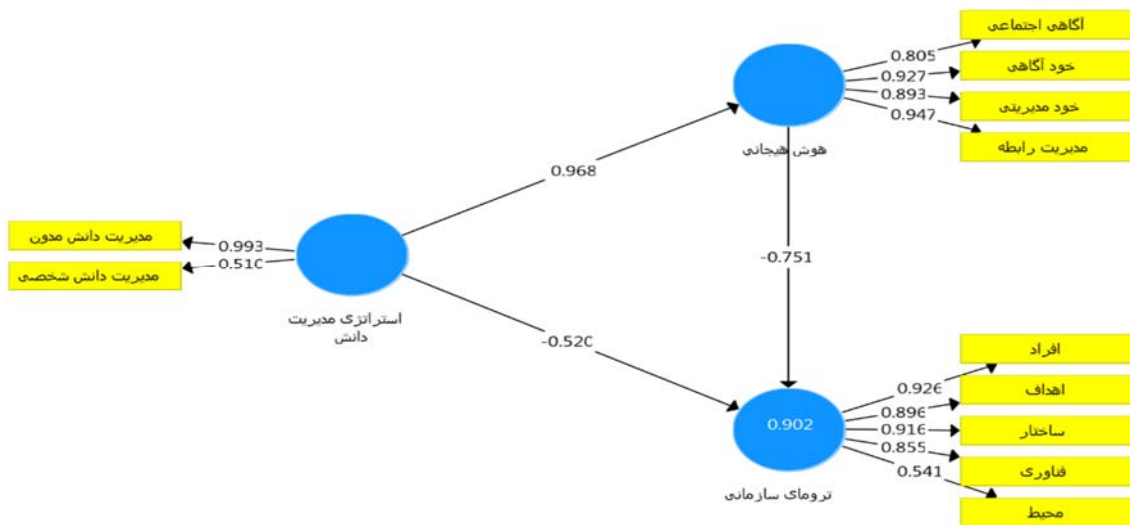 آگاهی اجتماعی
0.805
خود آگاهی
0.927
خود مدیریتی
0.893
مدیریت رابطه
0.947
هوش هیجانی
0.968
مدیریت دانش مدون
0.993
مدیریت دانش شخصی
0.510
استراتژی مدیریت
دانش
-0.751
-0.520
افراد
0.926
اهداف
0.896
ساختار
0.916
فناوری
0.855
محیط
0.541
0.902
ترومای سازمانی